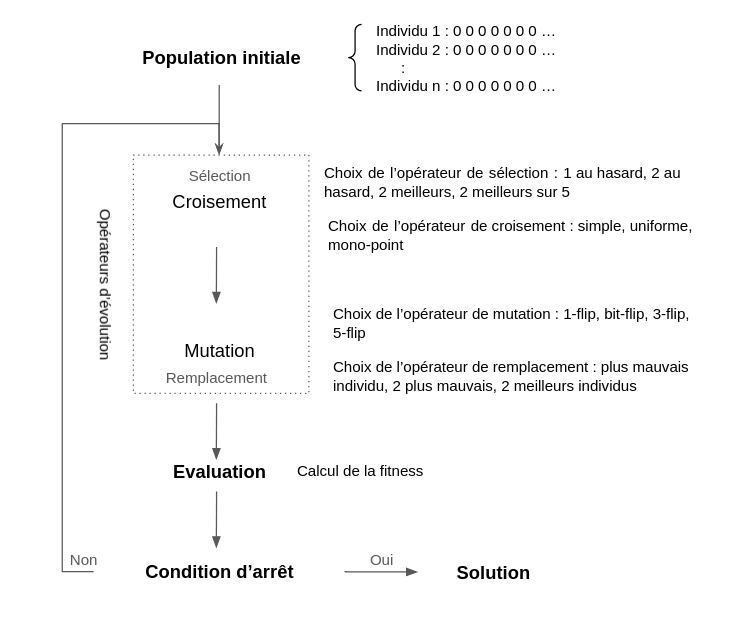 Population initiale
Individu 1 : 0 0 0 0 0 0 0 …
Individu 2 : 0 0 0 0 0 0 0 …
:
Individu n : 0 0 0 0 0 0 0 …
Opérateurs d’évolution
Sélection
Croisement
Choix de l’opérateur de sélection : 1 au hasard, 2 au
hasard, 2 meilleurs, 2 meilleurs sur 5
Choix de l’opérateur de croisement : simple, uniforme,
mono-point
Mutation
Remplacement
Choix de l’opérateur de mutation : 1-flip, bit-flip, 3-flip,
5-flip
Choix de l’opérateur de remplacement : plus mauvais
individu, 2 plus mauvais, 2 meilleurs individus
Evaluation
Calcul de la fitness
Non
Condition d’arrêt
Oui
Solution